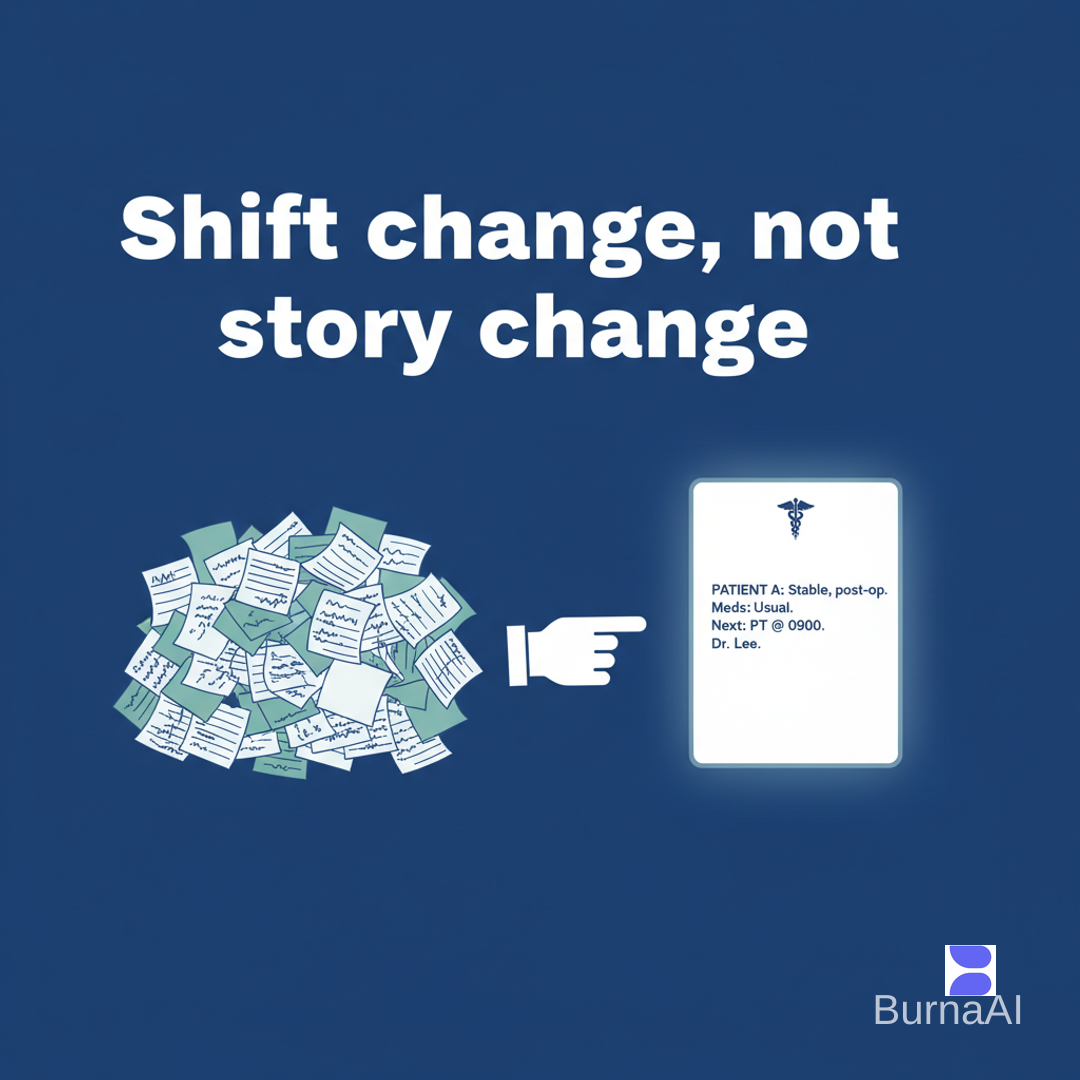 Shift change, not
story change
PATIENT A: Stable, post-op.
Meds: Usual.
Next: PT @ 0900.
Dr. Lee.
BurnaAI